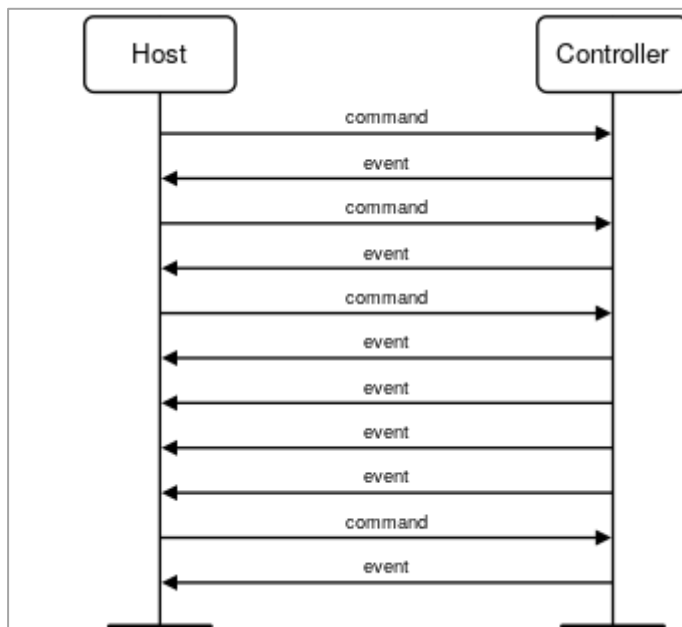 Host
Controller
command
event
command
event
command
event
event
event
event
command
event